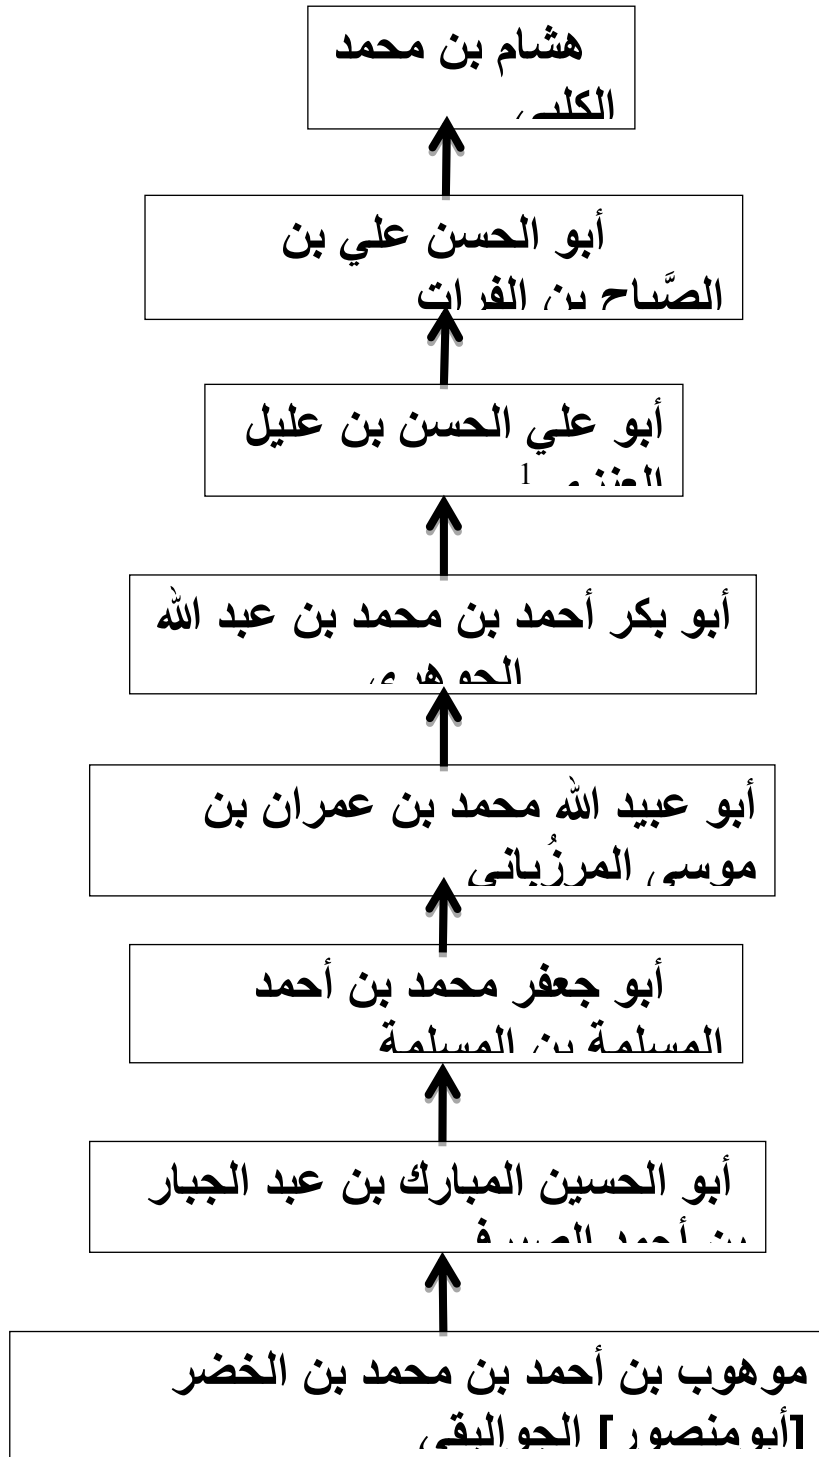 هشام بن محمد
الكلبي
أبو الحسن علي بن
الصَّباح بن الفرات
أبو علي الحسن بن عليل
العنزي 1
أبو بكر أحمد بن محمد بن عبد الله
الجوهري
أبو عبيد الله محمد بن عمران بن
موسى المرزُباني
أبو جعفر محمد بن أحمد
المسلمة بن المسلمة
أبو الحسين المبارك بن عبد الجبار
بن أحمد الصيرفي
موهوب بن أحمد بن محمد بن الخضر
[أبومنصور] الجواليقي